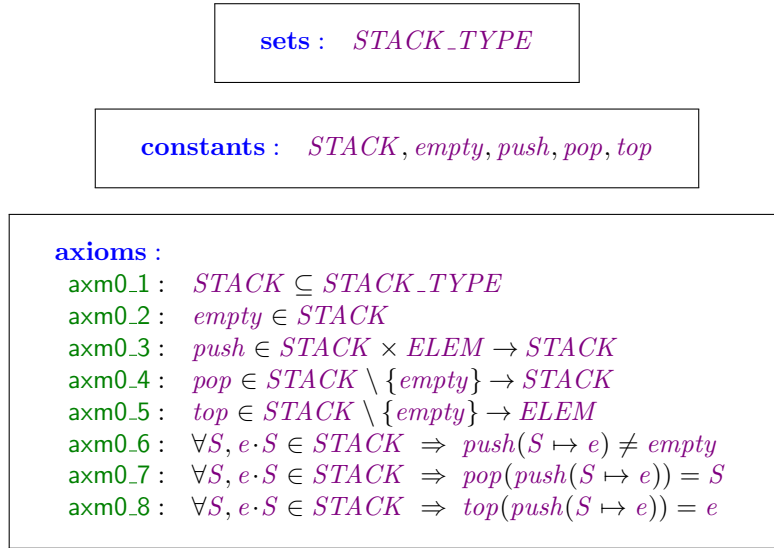 sets : STACK_TYPE
constants : STACK, empty, push, pop, top
axioms :
axm0_1 : STACK ⊆ STACK_TYPE
axm0_2 : empty ∈ STACK
axm0_3 : push ∈ STACK × ELEM → STACK
axm0_4 : pop ∈ STACK \ {empty} → STACK
axm0_5 : top ∈ STACK \ {empty} → ELEM
axm0_6 : ∀S, e·S ∈ STACK ⇒ push(S ↦ e) ≠ empty
axm0_7 : ∀S, e·S ∈ STACK ⇒ pop(push(S ↦ e)) = S
axm0_8 : ∀S, e·S ∈ STACK ⇒ top(push(S ↦ e)) = e